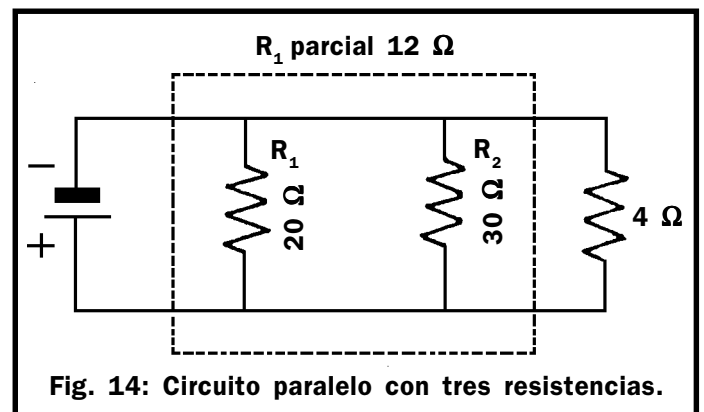 R₁ parcial 12 Ω
R₁
20 Ω
R₂
30 Ω
4 Ω
−
+
Fig. 14: Circuito paralelo con tres resistencias.